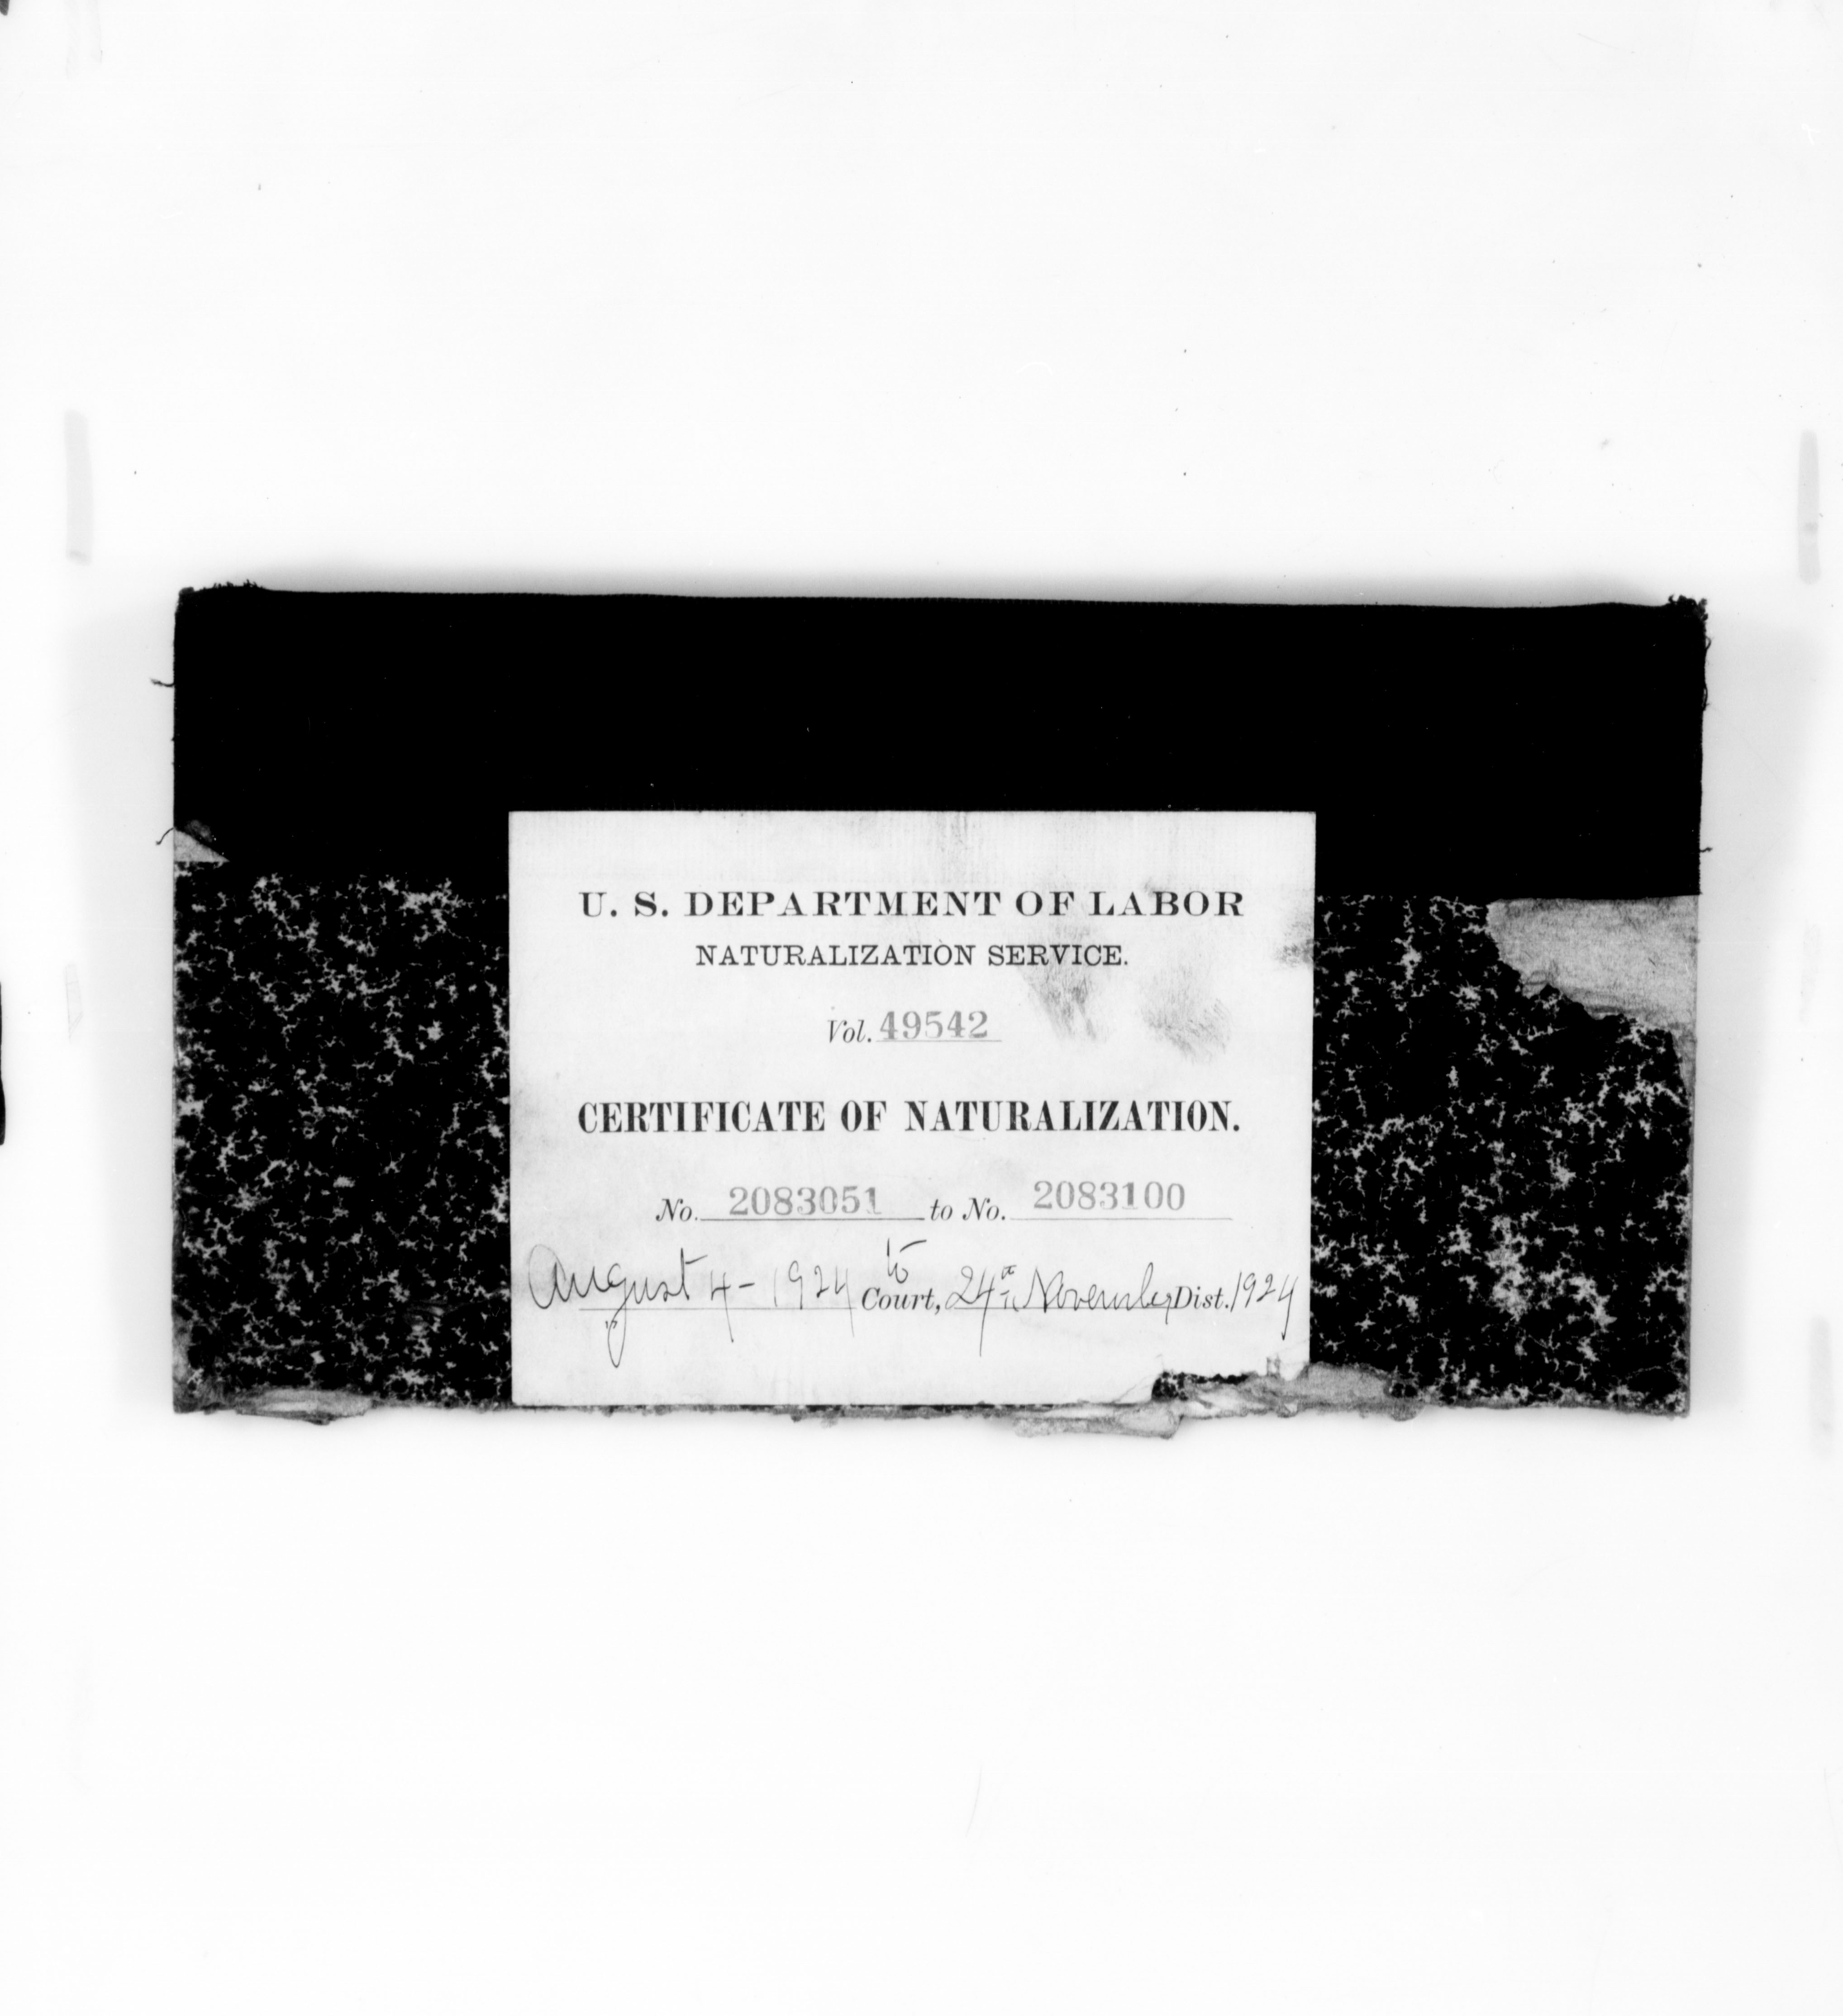 U. S. DEPARTMENT OF LABOR
NATURALIZATION SERVICE.
Vol. 49542
CERTIFICATE OF NATURALIZATION.
No. 2083051 to No. 2083100
August 4 - 1924 to Court, 24th November Dist. 1924